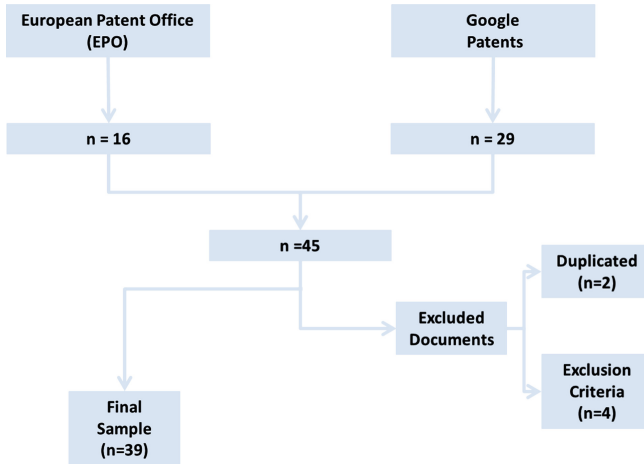 European Patent Office
(EPO)
Google
Patents
n = 16
n = 29
n =45
Duplicated
(n=2)
Excluded
Documents
Exclusion
Criteria
(n=4)
Final
Sample
(n=39)